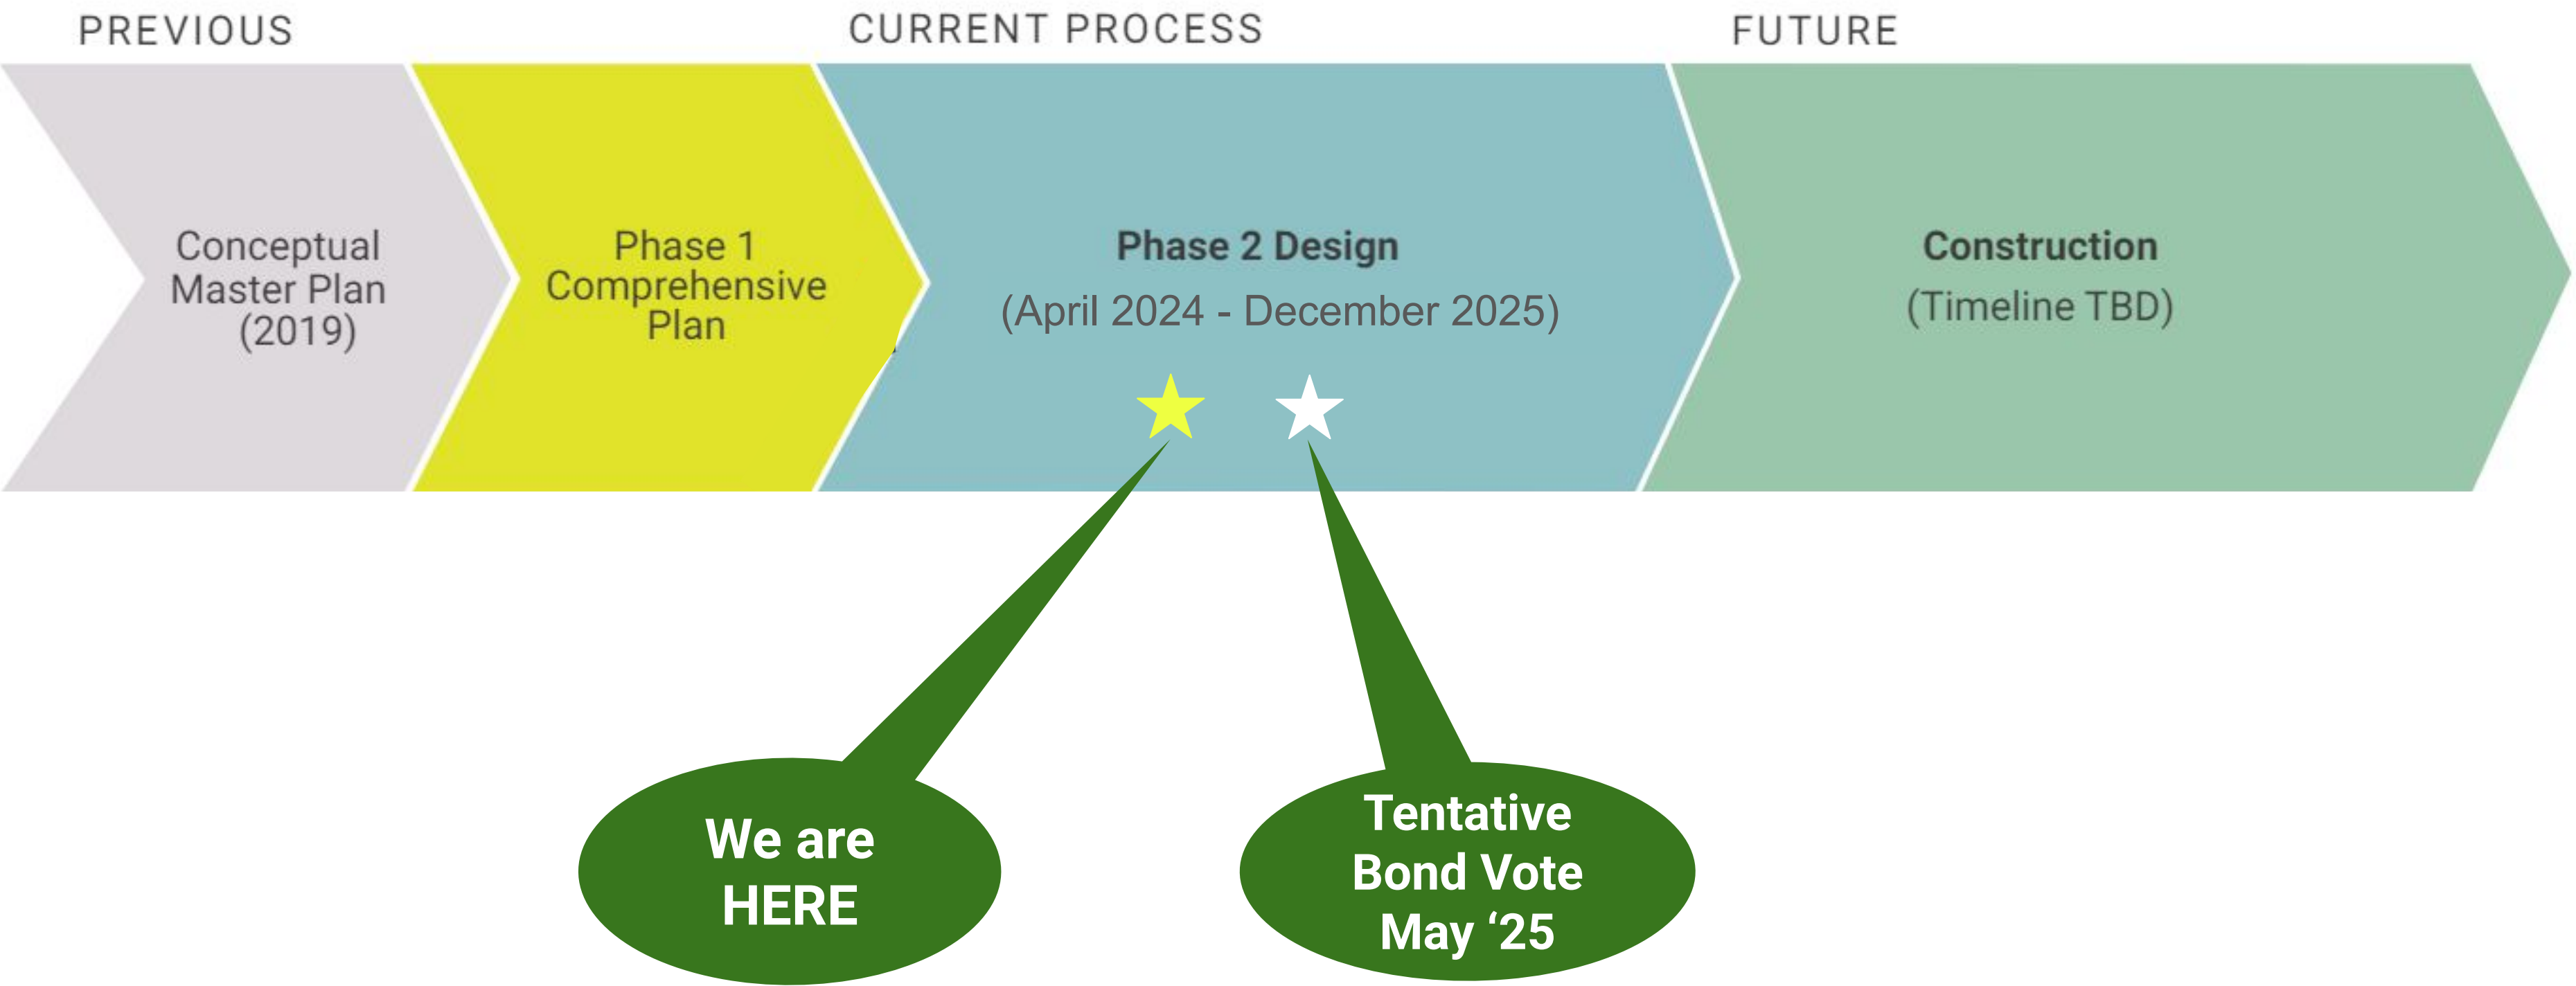 PREVIOUS
CURRENT PROCESS
FUTURE
Conceptual
Master Plan
(2019)
Phase 1
Comprehensive
Plan
Phase 2 Design
(April 2024 - December 2025)
Construction
(Timeline TBD)
We are
HERE
Tentative
Bond Vote
May ‘25